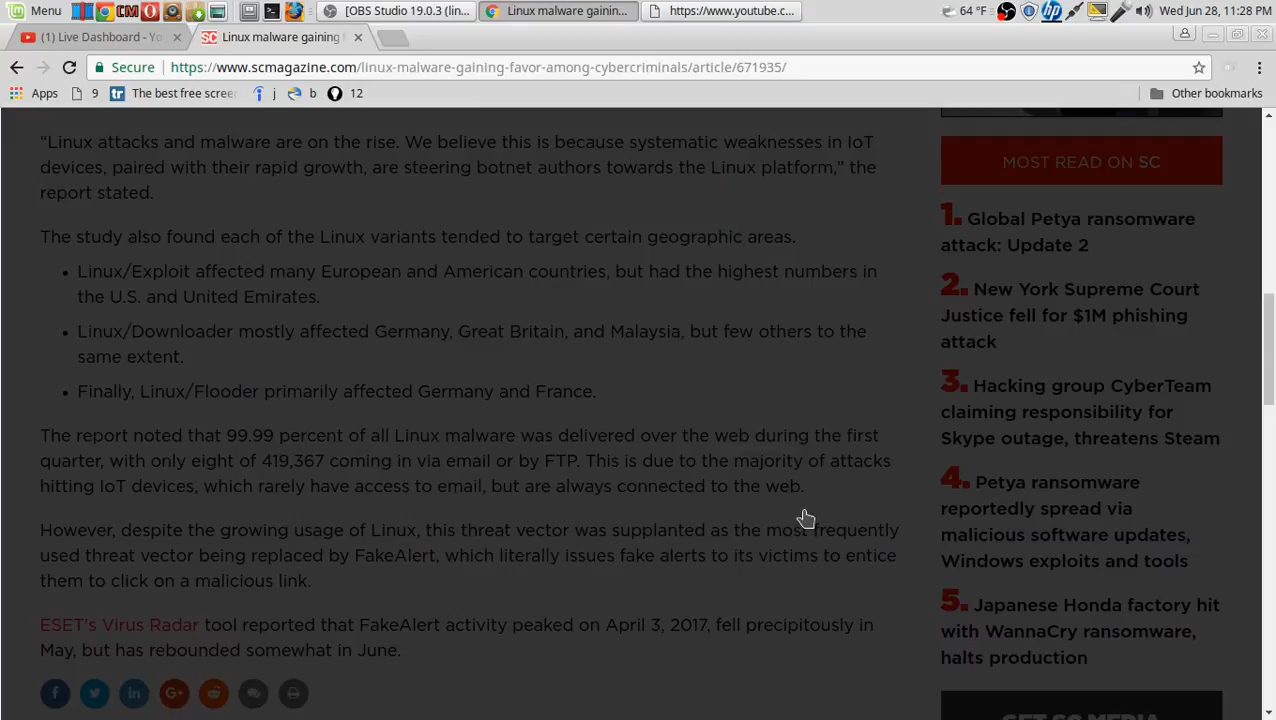 Menu
CM
[OBS Studio 19.0.3 (lin...
Linux malware gainin...
https://www.youtube.c...
64 °F
Wed Jun 28, 11:28 PM
(1) Live Dashboard - Yo
SC Linux malware gaining f
Secure
https://www.scmagazine.com/linux-malware-gaining-favor-among-cybercriminals/article/671935/
Apps
9
tr The best free scree
j
b
12
Other bookmarks
"Linux attacks and malware are on the rise. We believe this is because systematic weaknesses in IoT
devices, paired with their rapid growth, are steering botnet authors towards the Linux platform," the
report stated.
The study also found each of the Linux variants tended to target certain geographic areas.
• Linux/Exploit affected many European and American countries, but had the highest numbers in
the U.S. and United Emirates.
• Linux/Downloader mostly affected Germany, Great Britain, and Malaysia, but few others to the
same extent.
• Finally, Linux/Flooder primarily affected Germany and France.
The report noted that 99.99 percent of all Linux malware was delivered over the web during the first
quarter, with only eight of 419,367 coming in via email or by FTP. This is due to the majority of attacks
hitting IoT devices, which rarely have access to email, but are always connected to the web.
However, despite the growing usage of Linux, this threat vector was supplanted as the most frequently
used threat vector being replaced by FakeAlert, which literally issues fake alerts to its victims to entice
them to click on a malicious link.
ESET's Virus Radar tool reported that FakeAlert activity peaked on April 3, 2017, fell precipitously in
May, but has rebounded somewhat in June.
MOST READ ON SC
1. Global Petya ransomware
attack: Update 2
2. New York Supreme Court
Justice fell for $1M phishing
attack
3. Hacking group CyberTeam
claiming responsibility for
Skype outage, threatens Steam
4. Petya ransomware
reportedly spread via
malicious software updates,
Windows exploits and tools
5. Japanese Honda factory hit
with WannaCry ransomware,
halts production
GET SC MEDIA